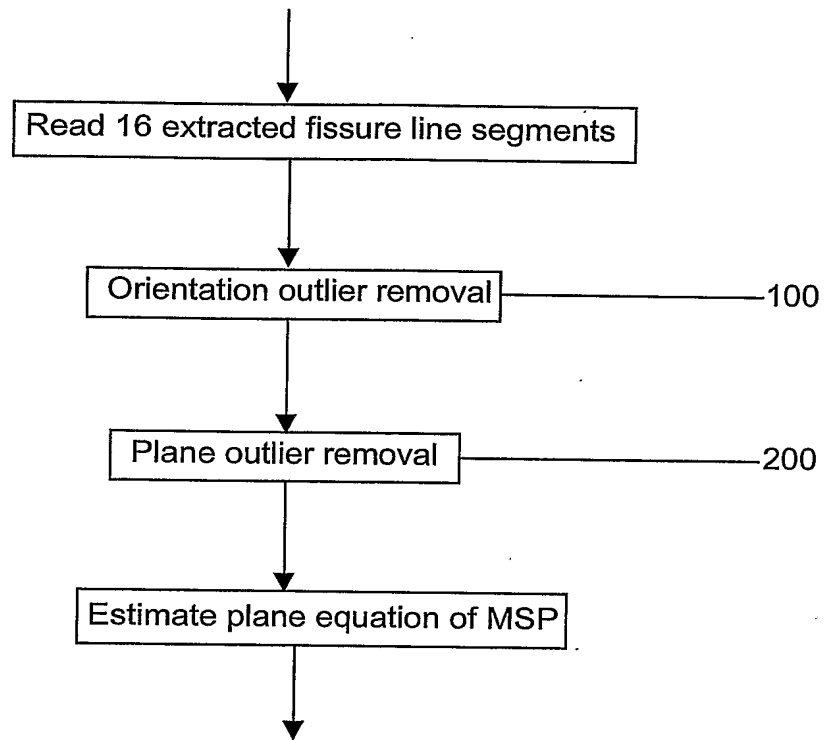 Read 16 extracted fissure line segments
Orientation outlier removal
100
Plane outlier removal
200
Estimate plane equation of MSP